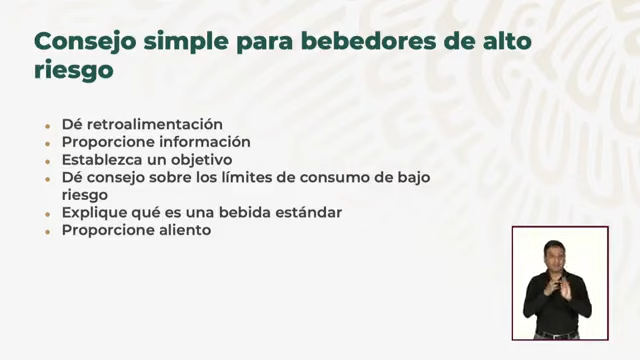 Consejo simple para bebedores de alto
riesgo
Dé retroalimentación
Proporcione información
Establezca un objetivo
Dé consejo sobre los límites de consumo de bajo
riesgo
Explique qué es una bebida estándar
Proporcione aliento